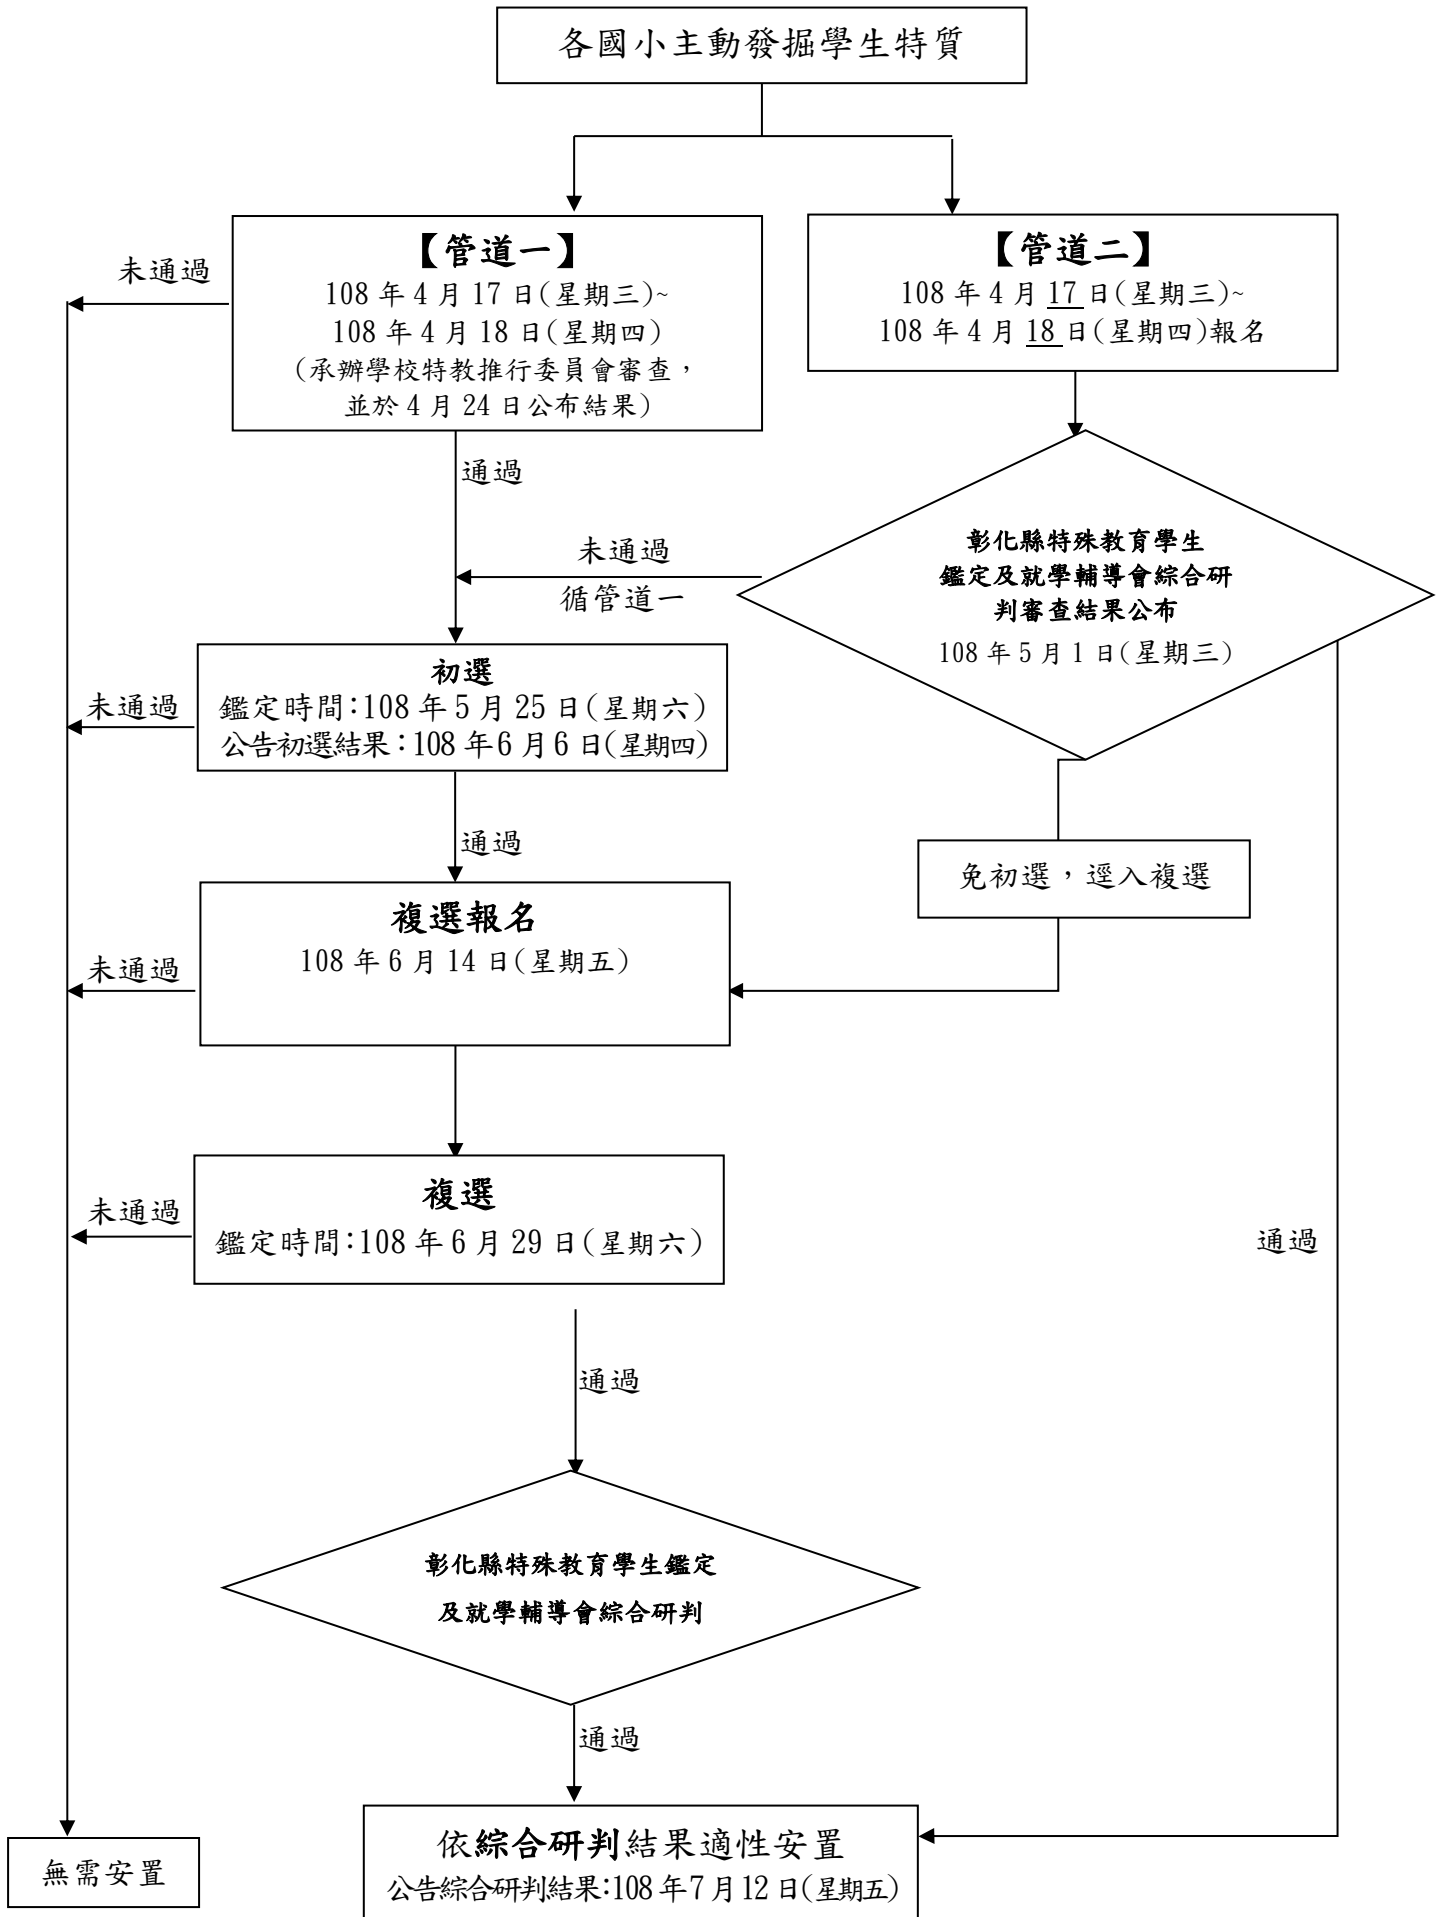 各國小主動發掘學生特質
【管道一】
108 年 4 月 17 日(星期三)~
108 年 4 月 18 日(星期四)
(承辦學校特教推行委員會審查，
並於 4 月 24 日公布結果)
【管道二】
108 年 4 月 17 日(星期三)~
108 年 4 月 18 日(星期四)報名
未通過
通過
未通過
循管道一
彰化縣特殊教育學生
鑑定及就學輔導會綜合研
判審查結果公布
108 年 5 月 1 日(星期三)
初選
鑑定時間:108 年 5 月 25 日(星期六)
公告初選結果：108 年 6 月 6 日(星期四)
未通過
通過
免初選，逕入複選
複選報名
108 年 6 月 14 日(星期五)
未通過
複選
鑑定時間:108 年 6 月 29 日(星期六)
未通過
通過
通過
彰化縣特殊教育學生鑑定
及就學輔導會綜合研判
通過
依綜合研判結果適性安置
公告綜合研判結果:108 年 7 月 12 日(星期五)
無需安置